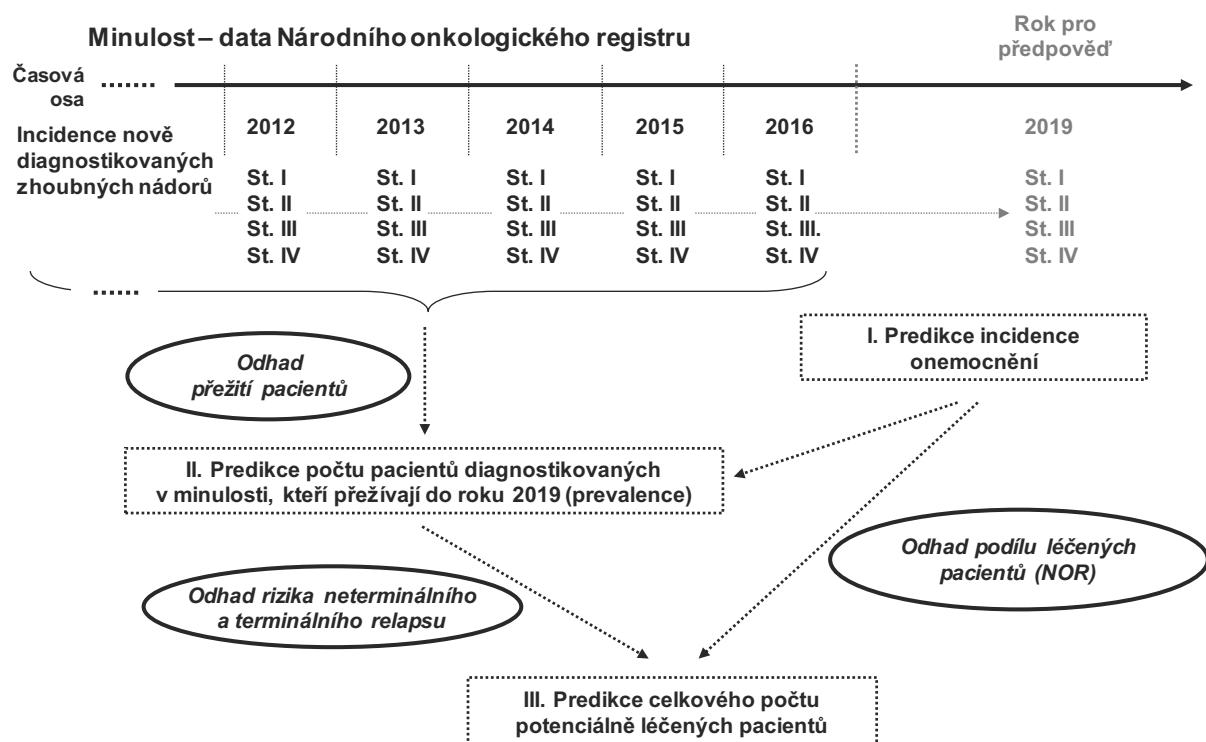 Minulost – data Národního onkologického registru
Rok pro
předpověď
Časová
osa
Incidence nově
diagnostikovaných
zhoubných nádorů
2012 2013 2014 2015 2016 2019
St. I St. I St. I St. I St. I St. I
St. II St. II St. II St. II St. II St. II
St. III St. III St. III St. III St. III. St. III
St. IV St. IV St. IV St. IV St. IV St. IV
I. Predikce incidence
onemocnění
Odhad
přežití pacientů
II. Predikce počtu pacientů diagnostikovaných
v minulosti, kteří přežívají do roku 2019 (prevalence)
Odhad podílu léčených
pacientů (NOR)
Odhad rizika neterminálního
a terminálního relapsu
III. Predikce celkového počtu
potenciálně léčených pacientů